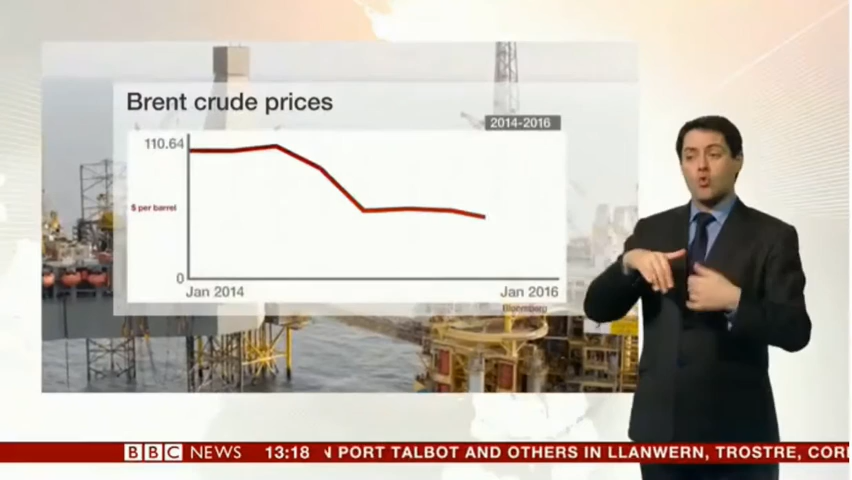 Brent crude prices
2014-2016
110.64
$ per barrel
0
Jan 2014
Jan 2016
Bloomberg
BBC NEWS 13:18 N PORT TALBOT AND OTHERS IN LLANWERN, TROSTRE, COR